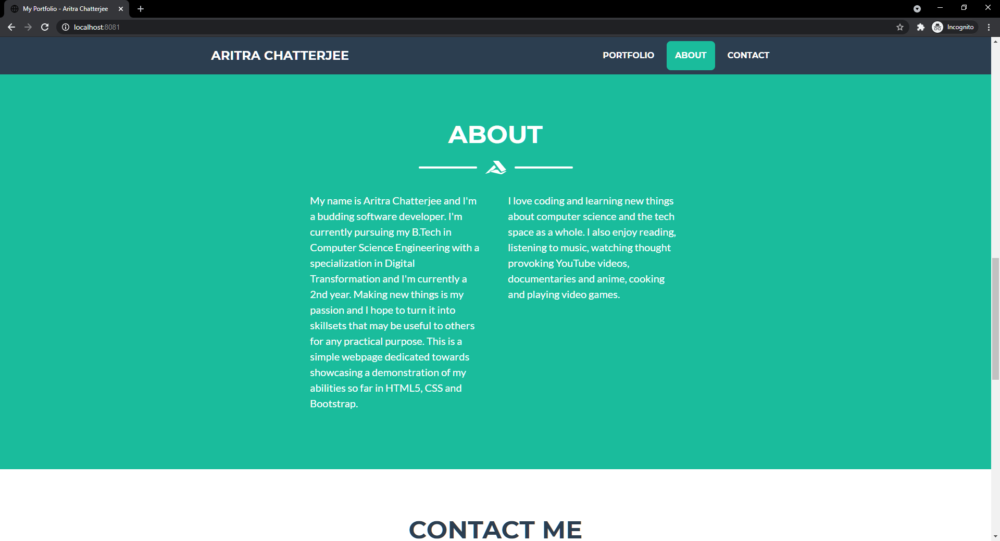 My Portfolio - Aritra Chatterjee
localhost:8081
Incognito
ARITRA CHATTERJEE
PORTFOLIO
ABOUT
CONTACT
ABOUT
My name is Aritra Chatterjee and I'm
a budding software developer. I'm
currently pursuing my B.Tech in
Computer Science Engineering with a
specialization in Digital
Transformation and I'm currently a
2nd year. Making new things is my
passion and I hope to turn it into
skillsets that may be useful to others
for any practical purpose. This is a
simple webpage dedicated towards
showcasing a demonstration of my
abilities so far in HTML5, CSS and
Bootstrap.
I love coding and learning new things
about computer science and the tech
space as a whole. I also enjoy reading,
listening to music, watching thought
provoking YouTube videos,
documentaries and anime, cooking
and playing video games.
CONTACT ME